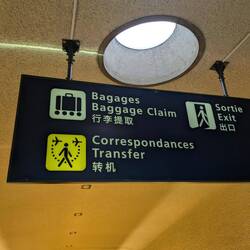 Bagages
Baggage Claim
行李提取
Sortie
Exit
出口
Correspondances
Transfer
转机